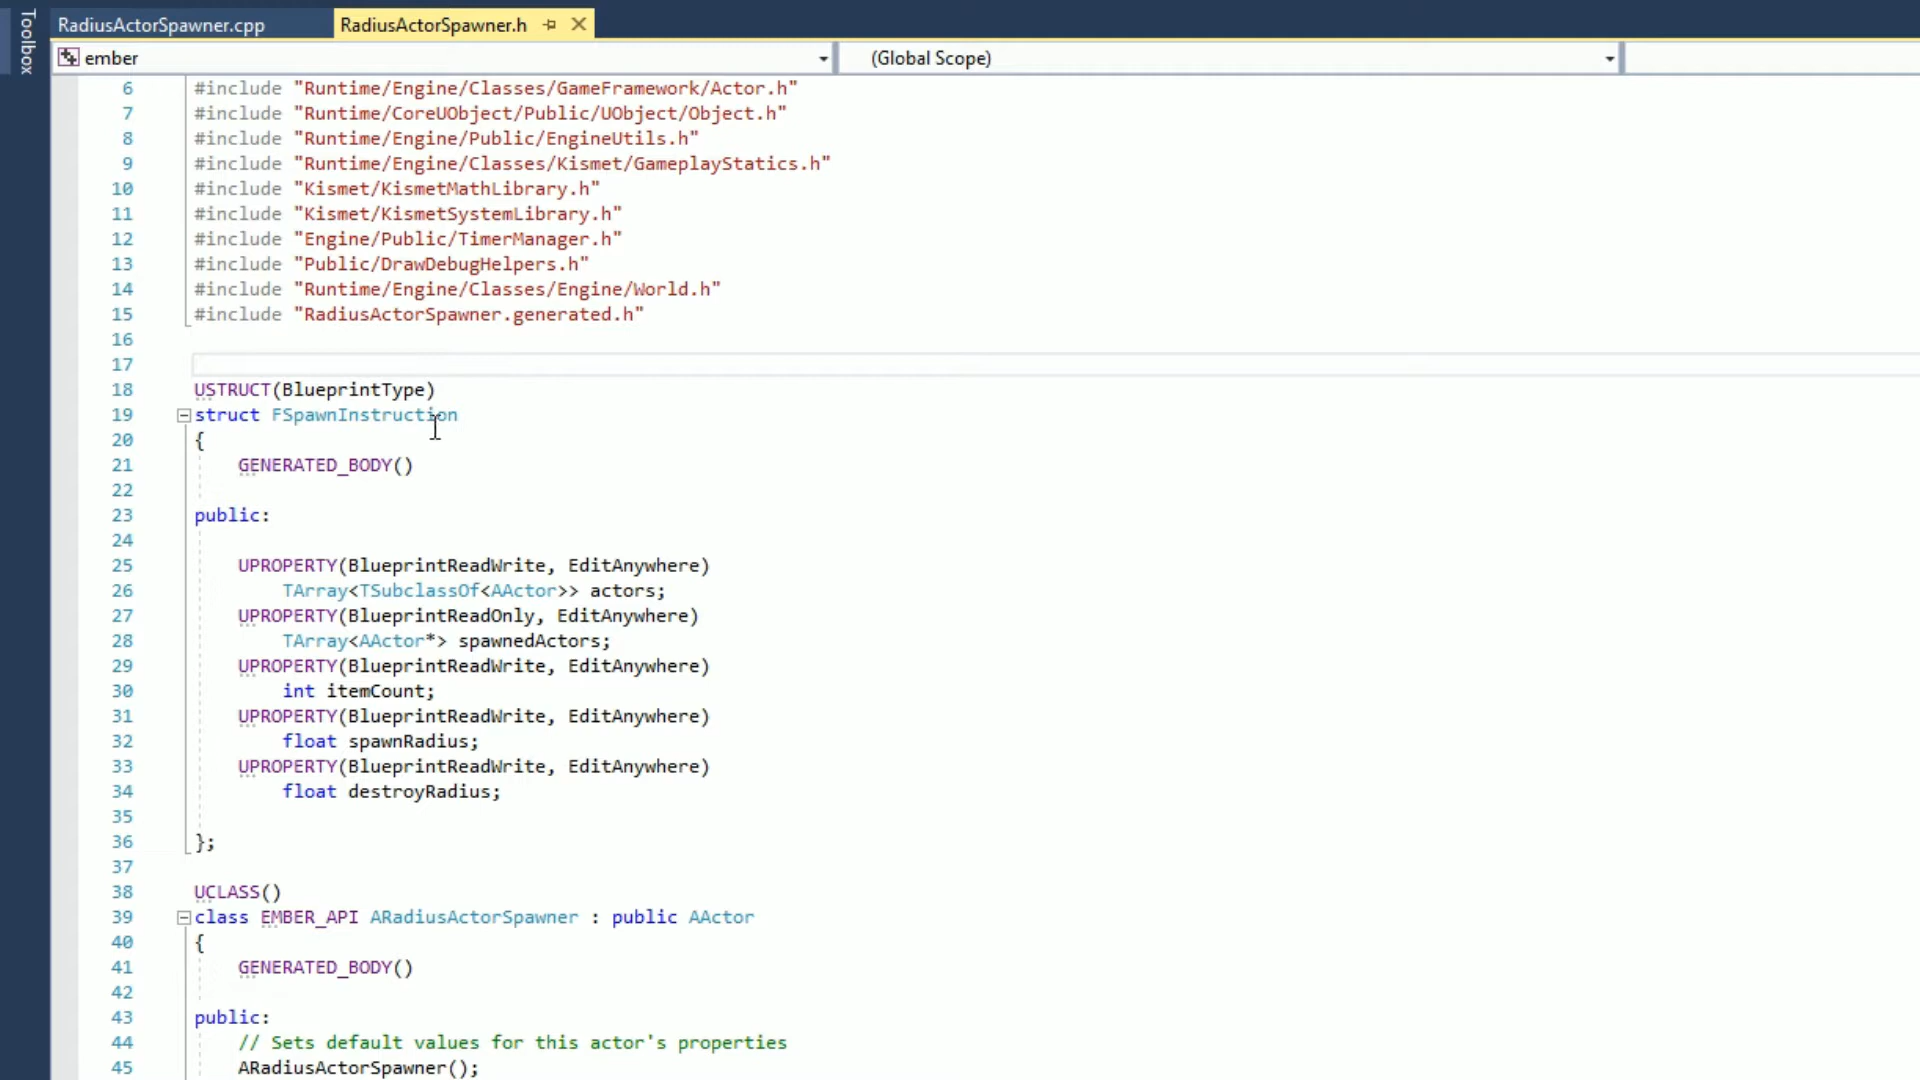 Toolbox
RadiusActorSpawner.cpp
RadiusActorSpawner.h
ember
(Global Scope)
6 #include "Runtime/Engine/Classes/GameFramework/Actor.h"
7 #include "Runtime/CoreUObject/Public/UObject/Object.h"
8 #include "Runtime/Engine/Public/EngineUtils.h"
9 #include "Runtime/Engine/Classes/Kismet/GameplayStatics.h"
10 #include "Kismet/KismetMathLibrary.h"
11 #include "Kismet/KismetSystemLibrary.h"
12 #include "Engine/Public/TimerManager.h"
13 #include "Public/DrawDebugHelpers.h"
14 #include "Runtime/Engine/Classes/Engine/World.h"
15 #include "RadiusActorSpawner.generated.h"
16
17
18 USTRUCT(BlueprintType)
19 struct FSpawnInstruction
20 {
21 GENERATED_BODY()
22
23 public:
24
25 UPROPERTY(BlueprintReadWrite, EditAnywhere)
26 TArray<TSubclassOf<AActor>> actors;
27 UPROPERTY(BlueprintReadOnly, EditAnywhere)
28 TArray<AActor*> spawnedActors;
29 UPROPERTY(BlueprintReadWrite, EditAnywhere)
30 int itemCount;
31 UPROPERTY(BlueprintReadWrite, EditAnywhere)
32 float spawnRadius;
33 UPROPERTY(BlueprintReadWrite, EditAnywhere)
34 float destroyRadius;
35
36 };
37
38 UCLASS()
39 class EMBER_API ARadiusActorSpawner : public AActor
40 {
41 GENERATED_BODY()
42
43 public:
44 // Sets default values for this actor's properties
45 ARadiusActorSpawner();